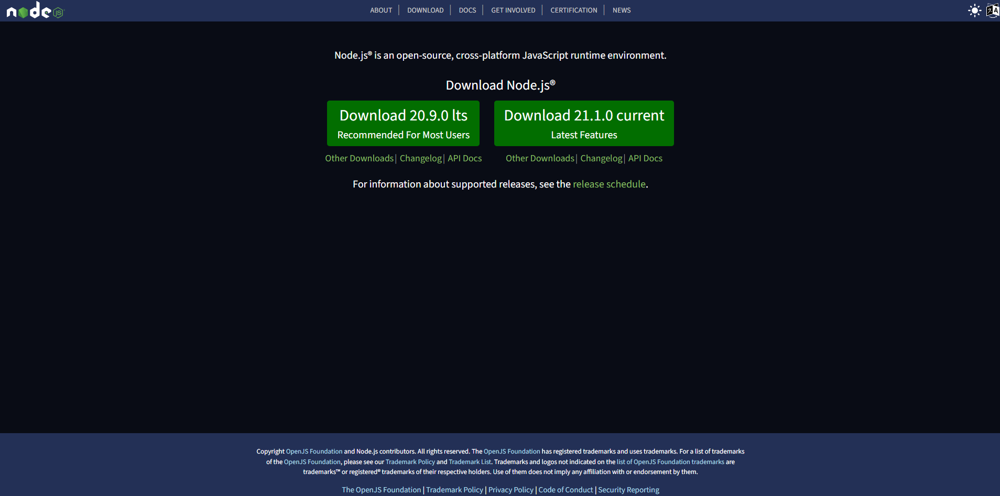 node JS
ABOUT | DOWNLOAD | DOCS | GET INVOLVED | CERTIFICATION | NEWS
Node.js® is an open-source, cross-platform JavaScript runtime environment.
Download Node.js®
Download 20.9.0 lts
Recommended For Most Users
Other Downloads | Changelog | API Docs
Download 21.1.0 current
Latest Features
Other Downloads | Changelog | API Docs
For information about supported releases, see the release schedule.
Copyright OpenJS Foundation and Node.js contributors. All rights reserved. The OpenJS Foundation has registered trademarks and uses trademarks. For a list of trademarks
of the OpenJS Foundation, please see our Trademark Policy and Trademark List. Trademarks and logos not indicated on the list of OpenJS Foundation trademarks are
trademarks™ or registered® trademarks of their respective holders. Use of them does not imply any affiliation with or endorsement by them.
The OpenJS Foundation | Trademark Policy | Privacy Policy | Code of Conduct | Security Reporting